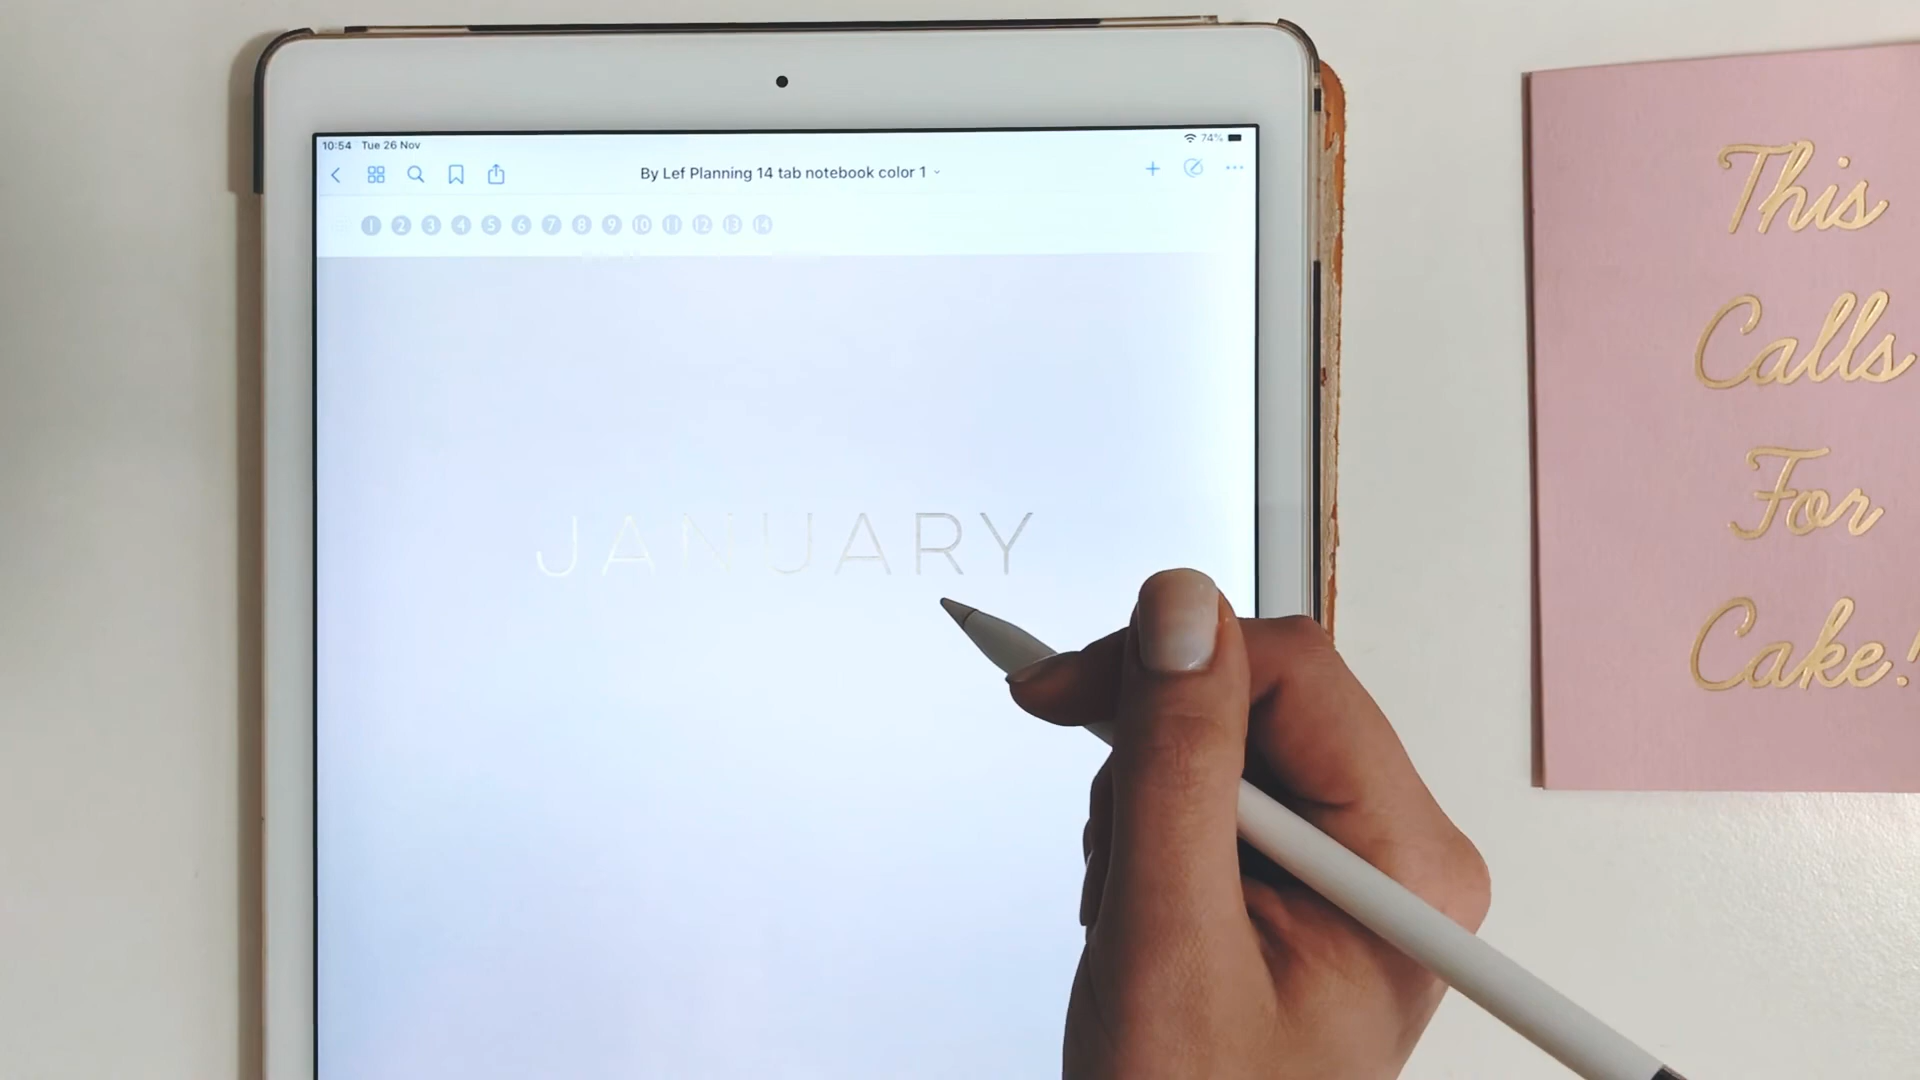 10:54 Tue 26 Nov
74%
By Lef Planning 14 tab notebook color 1
1 2 3 4 5 6 7 8 9 10 11 12 13 14
JANUARY
This
Calls
For
Cake!